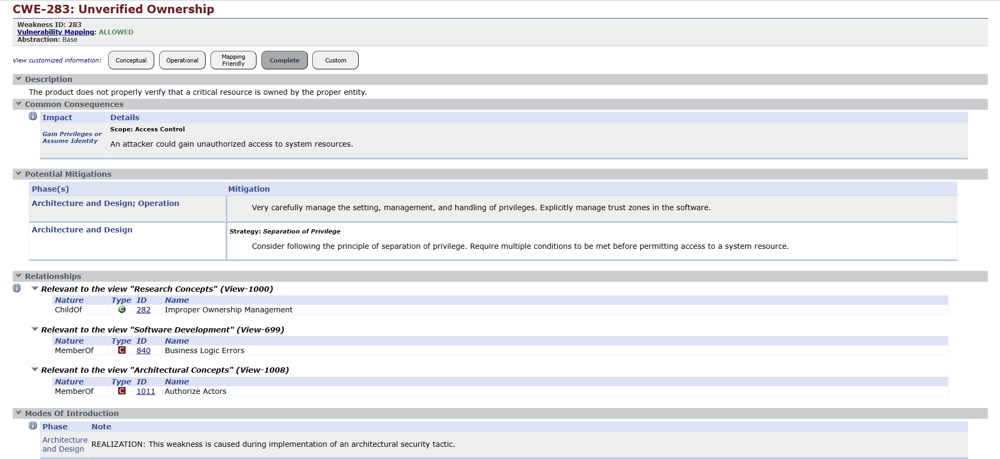 CWE-283: Unverified Ownership
Weakness ID: 283
Vulnerability Mapping: ALLOWED
Abstraction: Base
View customized information: Conceptual Operational Mapping Friendly Complete Custom
Description
The product does not properly verify that a critical resource is owned by the proper entity.
Common Consequences
Impact Details
Gain Privileges or Assume Identity
Scope: Access Control
An attacker could gain unauthorized access to system resources.
Potential Mitigations
Phase(s) Mitigation
Architecture and Design; Operation
Very carefully manage the setting, management, and handling of privileges. Explicitly manage trust zones in the software.
Architecture and Design
Strategy: Separation of Privilege
Consider following the principle of separation of privilege. Require multiple conditions to be met before permitting access to a system resource.
Relationships
Relevant to the view "Research Concepts" (View-1000)
Nature Type ID Name
ChildOf C 282 Improper Ownership Management
Relevant to the view "Software Development" (View-699)
Nature Type ID Name
MemberOf C 840 Business Logic Errors
Relevant to the view "Architectural Concepts" (View-1008)
Nature Type ID Name
MemberOf C 1011 Authorize Actors
Modes Of Introduction
Phase Note
Architecture and Design
REALIZATION: This weakness is caused during implementation of an architectural security tactic.